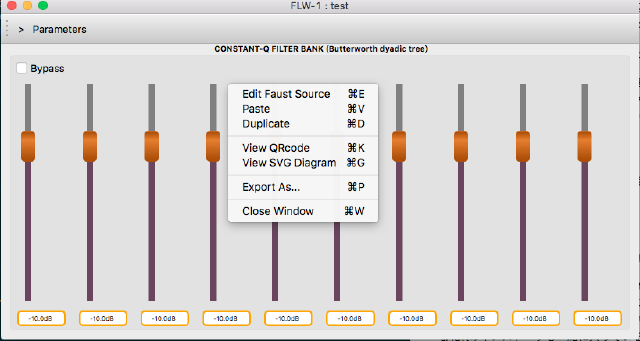 FLW-1 : test
> Parameters
CONSTANT-Q FILTER BANK (Butterworth dyadic tree)
Bypass
Edit Faust Source ⌘E
Paste ⌘V
Duplicate ⌘D
View QRcode ⌘K
View SVG Diagram ⌘G
Export As... ⌘P
Close Window ⌘W
-10.0dB -10.0dB -10.0dB -10.0dB -10.0dB -10.0dB -10.0dB -10.0dB -10.0dB -10.0dB